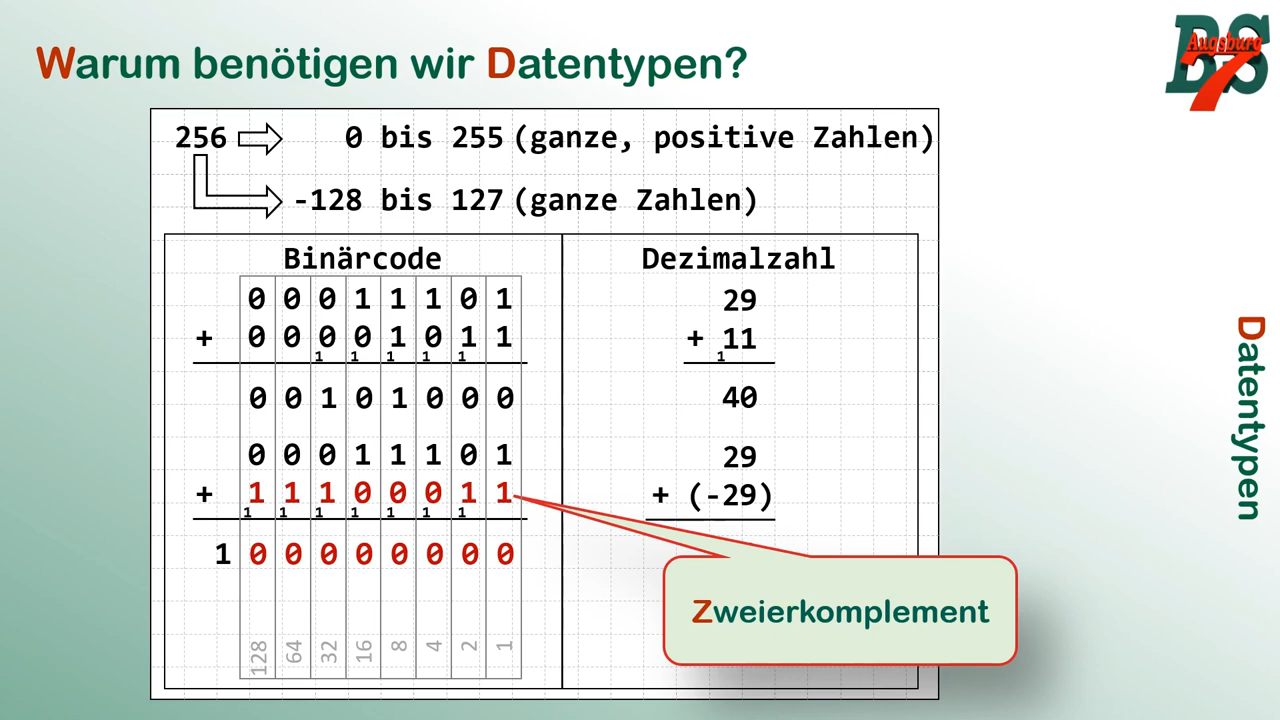 Warum benötigen wir Datentypen?
BS
Augsburg
7
256 0 bis 255 (ganze, positive Zahlen)
-128 bis 127 (ganze Zahlen)
Binärcode Dezimalzahl
0 0 0 1 1 1 0 1 29
+ 0 0 0 0 1 0 1 1 + 11
1 1 1 1 1 1
0 0 1 0 1 0 0 0 40
0 0 0 1 1 1 0 1 29
+ 1 1 1 0 0 0 1 1 + (-29)
1 1 1 1 1 1 1
1 0 0 0 0 0 0 0 0
Zweierkomplement
128 64 32 16 8 4 2 1
Datentypen